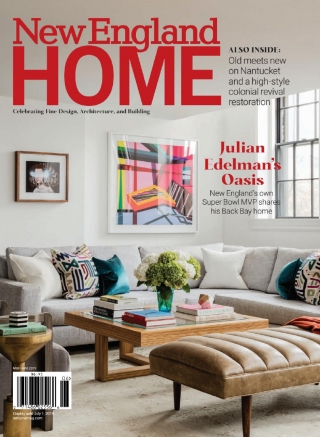 New England
HOME
Celebrating Fine Design, Architecture, and Building
ALSO INSIDE:
Old meets new
on Nantucket
and a high-style
colonial revival
restoration
Julian
Edelman's
Oasis
New England's own
Super Bowl MVP shares
his Back Bay home